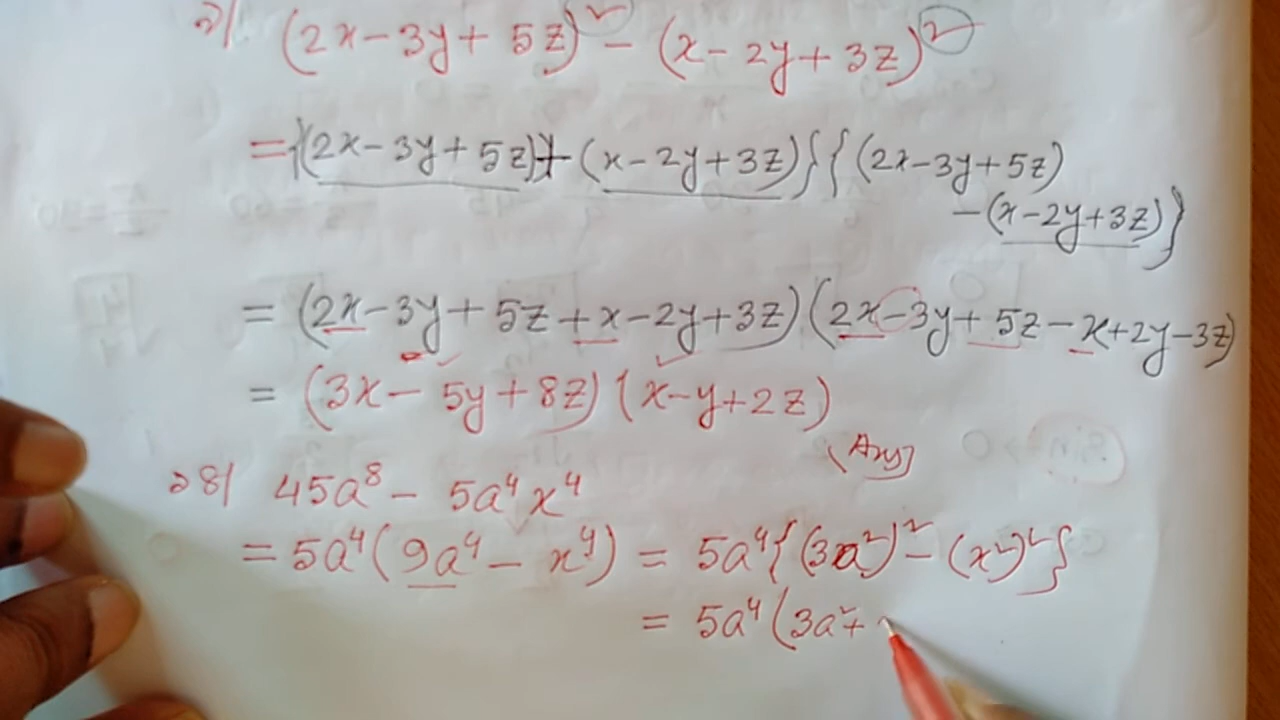 ২) (2x-3y+5z)² - (x-2y+3z)²
= {(2x-3y+5z) + (x-2y+3z)} {(2x-3y+5z)
-(x-2y+3z)}
= (2x-3y+5z+x-2y+3z) (2x-3y+5z-x+2y-3z)
= (3x-5y+8z) (x-y+2z)
(Ans)
২8) 45a⁸ - 5a⁴x⁴
= 5a⁴(9a⁴-x⁴) = 5a⁴{(3a²)²-(x²)²}
= 5a⁴(3a²+